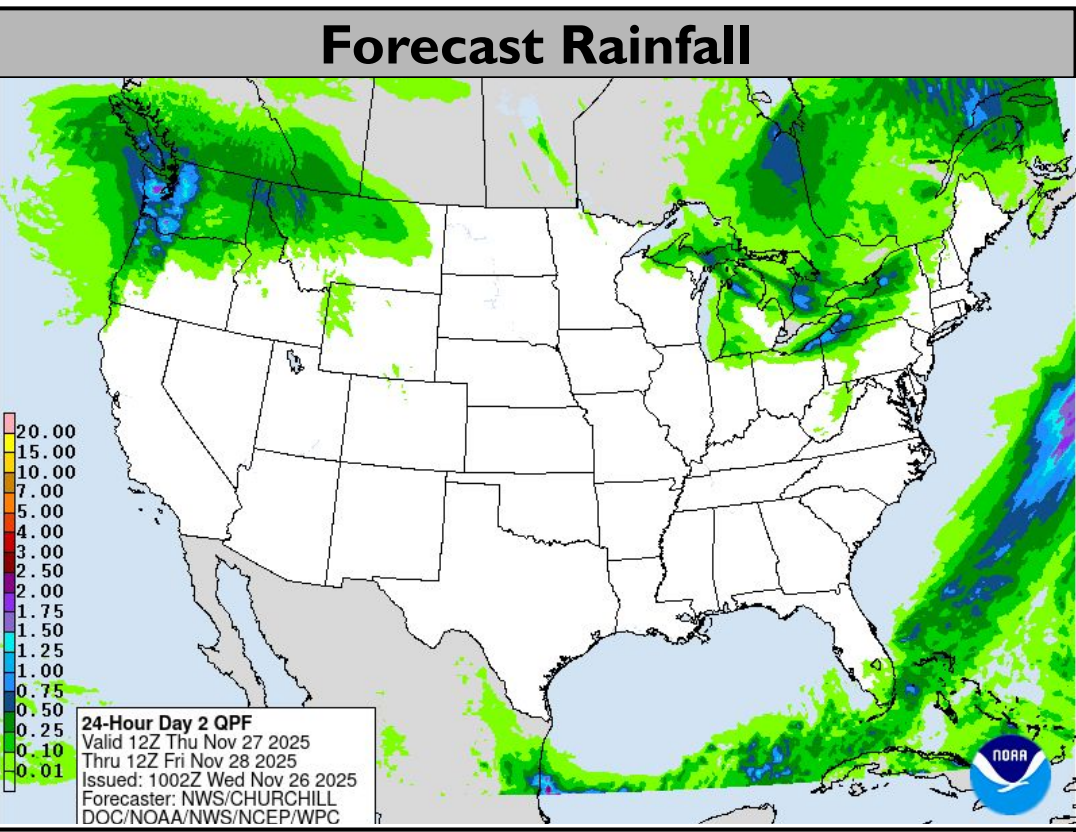 Forecast Rainfall
20.00
15.00
10.00
7.00
5.00
4.00
3.00
2.50
2.00
1.75
1.50
1.25
1.00
0.75
0.50
0.25
0.10
0.01
24-Hour Day 2 QPF
Valid 12Z Thu Nov 27 2025
Thru 12Z Fri Nov 28 2025
Issued: 1002Z Wed Nov 26 2025
Forecaster: NWS/CHURCHILL
DOC/NOAA/NWS/NCEP/WPC
NOAA